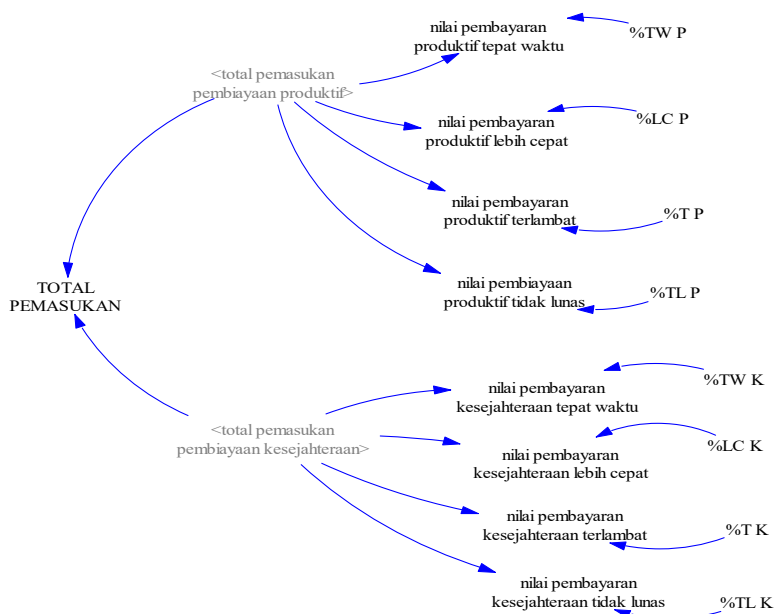 nilai pembayaran
produktif tepat waktu
%TW P
<total pemasukan
pembiayaan produktif>
nilai pembayaran
produktif lebih cepat
%LC P
nilai pembayaran
produktif terlambat
%T P
TOTAL
PEMASUKAN
nilai pembiayaan
produktif tidak lunas
%TL P
nilai pembayaran
kesejahteraan tepat waktu
%TW K
<total pemasukan
pembiayaan kesejahteraan>
nilai pembayaran
kesejahteraan lebih cepat
%LC K
nilai pembayaran
kesejahteraan terlambat
%T K
nilai pembayaran
kesejahteraan tidak lunas
%TL K